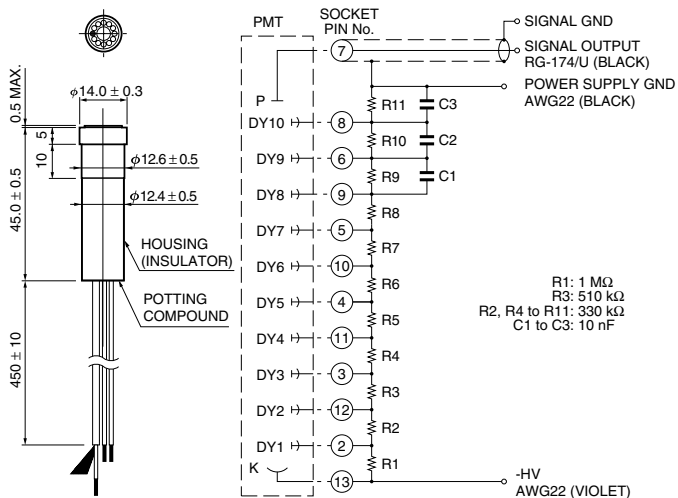 PMT
SOCKET
PIN No.
SIGNAL GND
SIGNAL OUTPUT
RG-174/U (BLACK)
POWER SUPPLY GND
AWG22 (BLACK)
0.5 MAX.
φ14.0 ± 0.3
5
10
φ12.6 ± 0.5
φ12.4 ± 0.5
45.0 ± 0.5
450 ± 10
HOUSING
(INSULATOR)
POTTING
COMPOUND
P 7
R11 C3
DY10 8
R10 C2
DY9 6
R9 C1
DY8 9
R8
DY7 5
R7
DY6 10
R6
DY5 4
R5
DY4 11
R4
DY3 3
R3
DY2 12
R2
DY1 2
R1
K 13
R1: 1 MΩ
R3: 510 kΩ
R2, R4 to R11: 330 kΩ
C1 to C3: 10 nF
-HV
AWG22 (VIOLET)